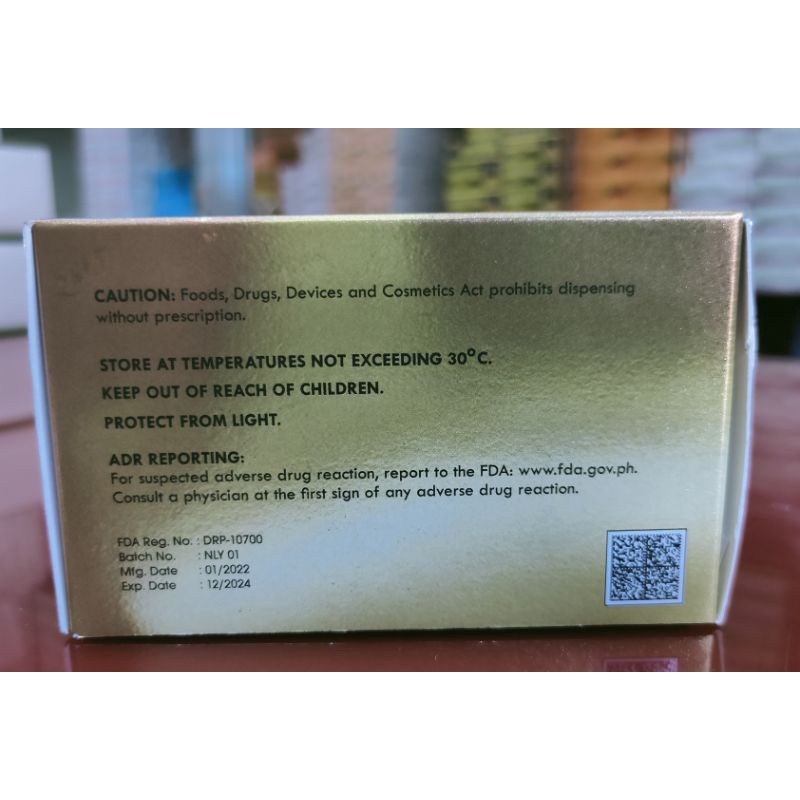 CAUTION: Foods, Drugs, Devices and Cosmetics Act prohibits dispensing
without prescription.
STORE AT TEMPERATURES NOT EXCEEDING 30°C.
KEEP OUT OF REACH OF CHILDREN.
PROTECT FROM LIGHT.
ADR REPORTING:
For suspected adverse drug reaction, report to the FDA: www.fda.gov.ph.
Consult a physician at the first sign of any adverse drug reaction.
FDA Reg. No. : DRP-10700
Batch No. : NLY 01
Mfg. Date : 01/2022
Exp. Date : 12/2024